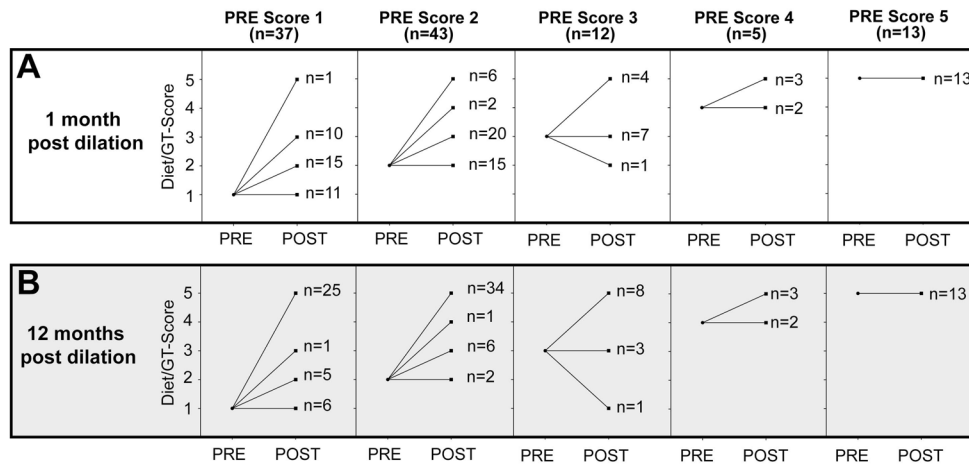 PRE Score 1 PRE Score 2 PRE Score 3 PRE Score 4 PRE Score 5
(n=37) (n=43) (n=12) (n=5) (n=13)
A
1 month
post dilation
Diet/GT-Score
5
4
3
2
1
n=1
n=10
n=15
n=11
n=6
n=2
n=20
n=15
n=4
n=7
n=1
n=3
n=2
n=13
PRE POST PRE POST PRE POST PRE POST PRE POST
B
12 months
post dilation
Diet/GT-Score
5
4
3
2
1
n=25
n=1
n=5
n=6
n=34
n=1
n=6
n=2
n=8
n=3
n=1
n=3
n=2
n=13
PRE POST PRE POST PRE POST PRE POST PRE POST